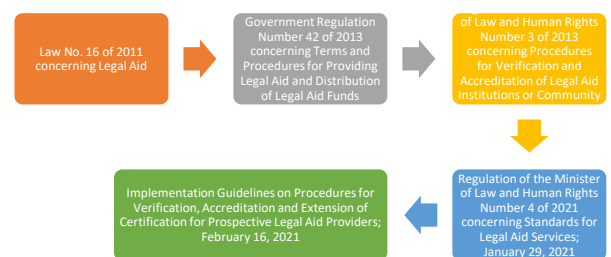 Law No. 16 of 2011
concerning Legal Aid
Government Regulation
Number 42 of 2013
concerning Terms and
Procedures for Providing
Legal Aid and Distribution
of Legal Aid Funds
of Law and Human Rights
Number 3 of 2013
concerning Procedures
for Verification and
Accreditation of Legal Aid
Institutions or Community
Regulation of the Minister
of Law and Human Rights
Number 4 of 2021
concerning Standards for
Legal Aid Services;
January 29, 2021
Implementation Guidelines on Procedures for
Verification, Accreditation and Extension of
Certification for Prospective Legal Aid Providers;
February 16, 2021